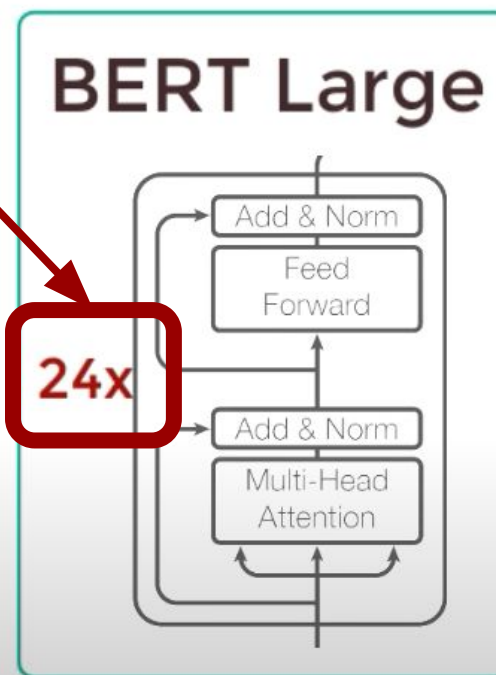 BERT Large
Add & Norm
Feed
Forward
24x
Add & Norm
Multi-Head
Attention